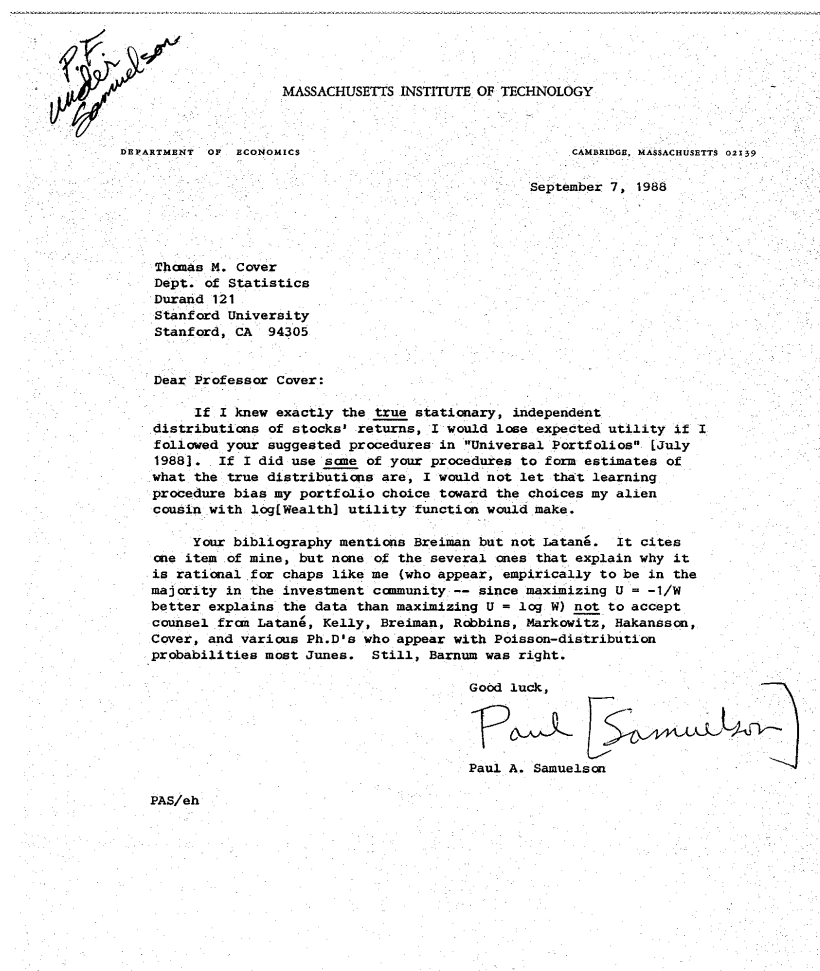 P.F.
under
Samuelson
MASSACHUSETTS INSTITUTE OF TECHNOLOGY
DEPARTMENT OF ECONOMICS
CAMBRIDGE, MASSACHUSETTS 02139
September 7, 1988
Thomas M. Cover
Dept. of Statistics
Durand 121
Stanford University
Stanford, CA 94305
Dear Professor Cover:
If I knew exactly the true stationary, independent
distributions of stocks' returns, I would lose expected utility if I
followed your suggested procedures in "Universal Portfolios" [July
1988]. If I did use some of your procedures to form estimates of
what the true distributions are, I would not let that learning
procedure bias my portfolio choice toward the choices my alien
cousin with log[Wealth] utility function would make.
Your bibliography mentions Breiman but not Latané. It cites
one item of mine, but none of the several ones that explain why it
is rational for chaps like me (who appear, empirically to be in the
majority in the investment community -- since maximizing U = -1/W
better explains the data than maximizing U = log W) not to accept
counsel from Latané, Kelly, Breiman, Robbins, Markowitz, Hakansson,
Cover, and various Ph.D's who appear with Poisson-distribution
probabilities most Junes. Still, Barnum was right.
Good luck,
Paul [Samuelson]
Paul A. Samuelson
PAS/eh